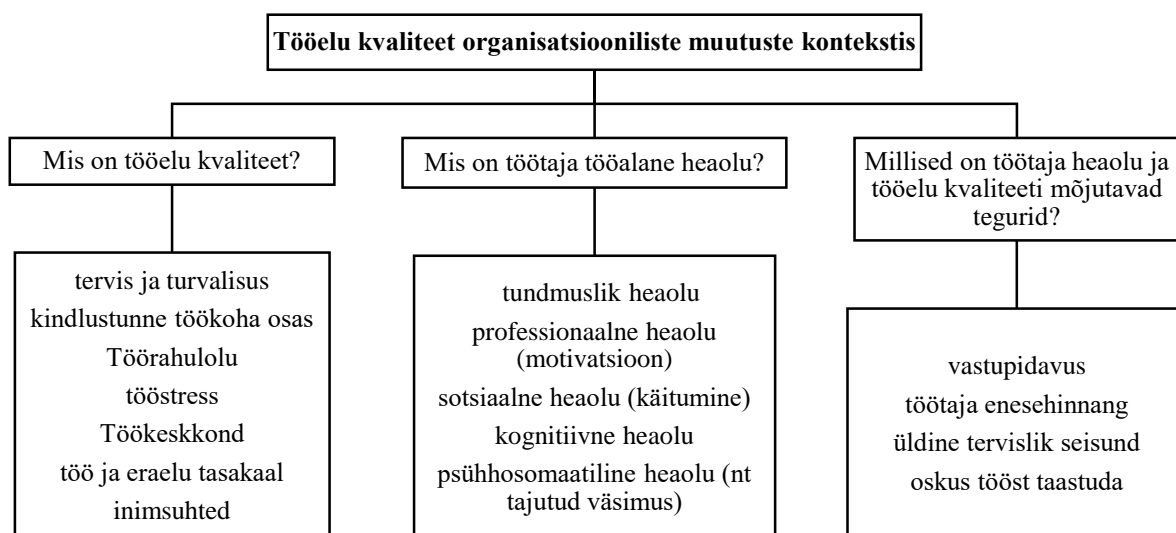 Tööelu kvaliteet organisatsiooniliste muutuste kontekstis
Mis on tööelu kvaliteet?
tervis ja turvalisus
kindlustunne töökoha osas
Töörahulolu
tööstress
Töökeskkond
töö ja eraelu tasakaal
inimsuhted
Mis on töötaja tööalane heaolu?
tundmuslik heaolu
professionaalne heaolu
(motivatsioon)
sotsiaalne heaolu (käitumine)
kognitiivne heaolu
psühhosomaatiline heaolu (nt
tajutud väsimus)
Millised on töötaja heaolu ja
tööelu kvaliteeti mõjutavad
tegurid?
vastupidavus
töötaja enesehinnang
üldine tervislik seisund
oskus tööst taastuda